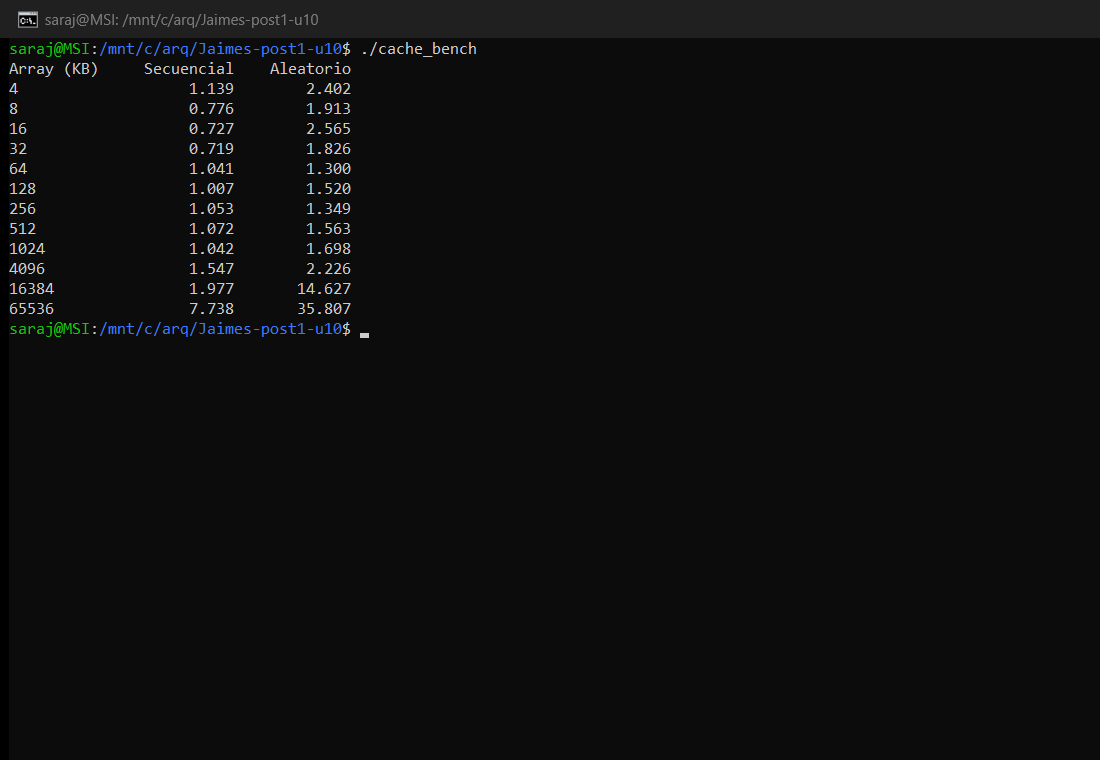 saraj@MSI: /mnt/c/arq/Jaimes-post1-u10
saraj@MSI:/mnt/c/arq/Jaimes-post1-u10$ ./cache_bench
Array (KB)     Secuencial    Aleatorio
4                   1.139        2.402
8                   0.776        1.913
16                  0.727        2.565
32                  0.719        1.826
64                  1.041        1.300
128                 1.007        1.520
256                 1.053        1.349
512                 1.072        1.563
1024                1.042        1.698
4096                1.547        2.226
16384               1.977       14.627
65536               7.738       35.807
saraj@MSI:/mnt/c/arq/Jaimes-post1-u10$